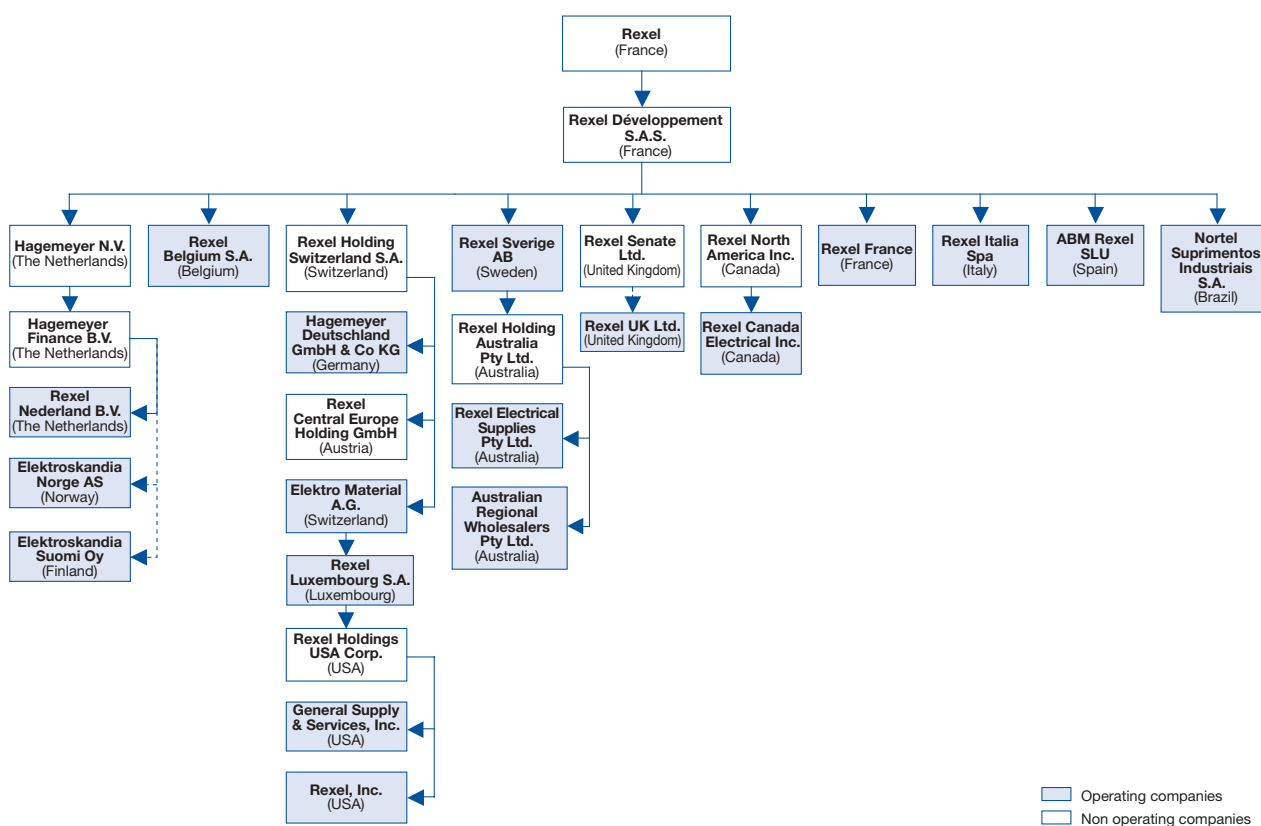 Rexel
(France)
Rexel Développement
S.A.S.
(France)
Hagemeyer N.V.
(The Netherlands)
Rexel
Belgium S.A.
(Belgium)
Rexel Holding
Switzerland S.A.
(Switzerland)
Rexel Sverige
AB
(Sweden)
Rexel Senate
Ltd.
(United Kingdom)
Rexel North
America Inc.
(Canada)
Rexel France
(France)
Rexel Italia
Spa
(Italy)
ABM Rexel
SLU
(Spain)
Nortel
Suprimentos
Industriais
S.A.
(Brazil)
Hagemeyer
Finance B.V.
(The Netherlands)
Rexel
Nederland B.V.
(The Netherlands)
Elektroskandia
Norge AS
(Norway)
Elektroskandia
Suomi Oy
(Finland)
Hagemeyer
Deutschland
GmbH & Co KG
(Germany)
Rexel
Central Europe
Holding GmbH
(Austria)
Elektro Material
A.G.
(Switzerland)
Rexel
Luxembourg S.A.
(Luxembourg)
Rexel Holdings
USA Corp.
(USA)
General Supply
& Services, Inc.
(USA)
Rexel, Inc.
(USA)
Rexel Holding
Australia
Pty Ltd.
(Australia)
Rexel Electrical
Supplies
Pty Ltd.
(Australia)
Australian
Regional
Wholesalers
Pty Ltd.
(Australia)
Rexel UK Ltd.
(United Kingdom)
Rexel Canada
Electrical Inc.
(Canada)
Operating companies
Non operating companies